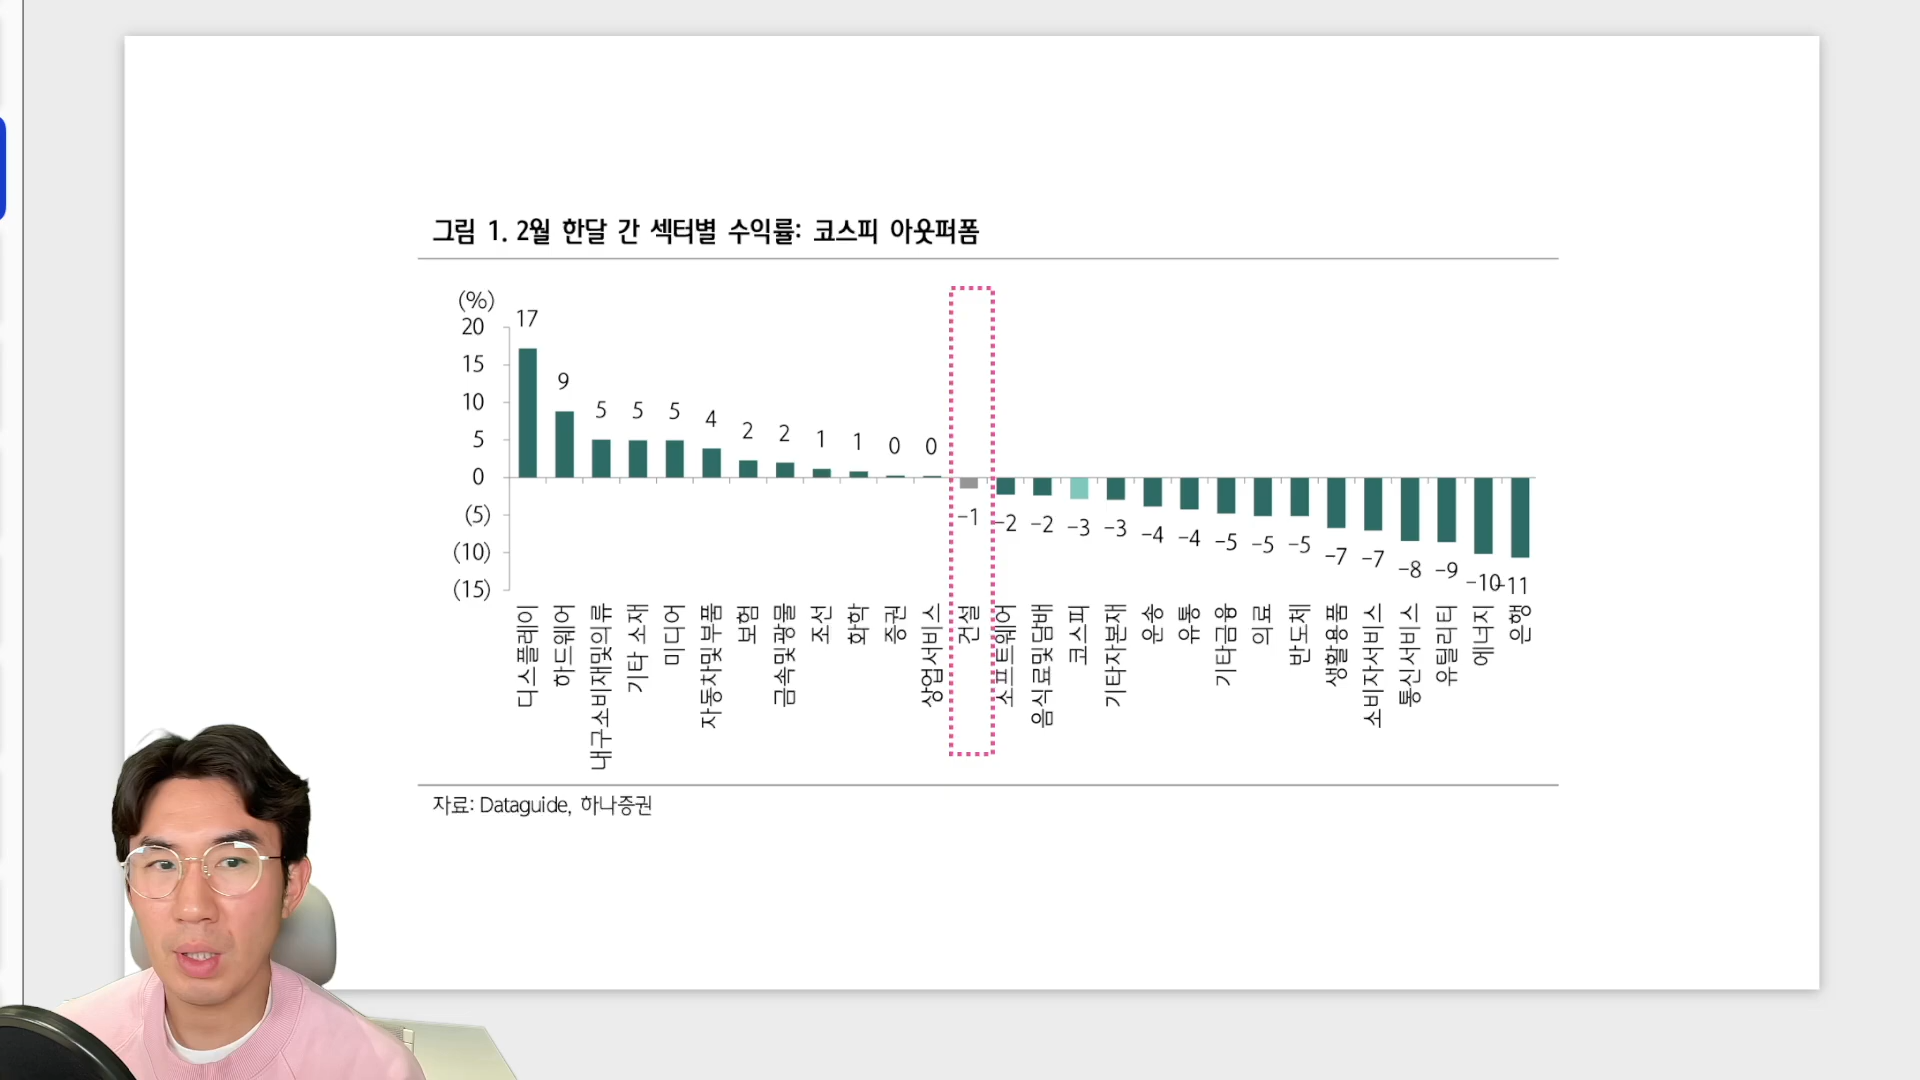 그림 1. 2월 한달 간 섹터별 수익률: 코스피 아웃퍼폼
(%)
20
15
10
5
0
(5)
(10)
(15)
17
9
5
5
5
4
2
2
1
1
0
0
−1
−2
−2
−3
−3
−4
−4
−5
−5
−5
−7
−7
−8
−9
−10
−11
디스플레이
하드웨어
내구소비재및의류
기타 소재
미디어
자동차및부품
보험
금속및광물
조선
화학
증권
상업서비스
건설
소프트웨어
음식료및담배
코스피
기타자본재
운송
유통
기타금융
의료
반도체
생활용품
소비자서비스
통신서비스
유틸리티
에너지
은행
자료: Dataguide, 하나증권